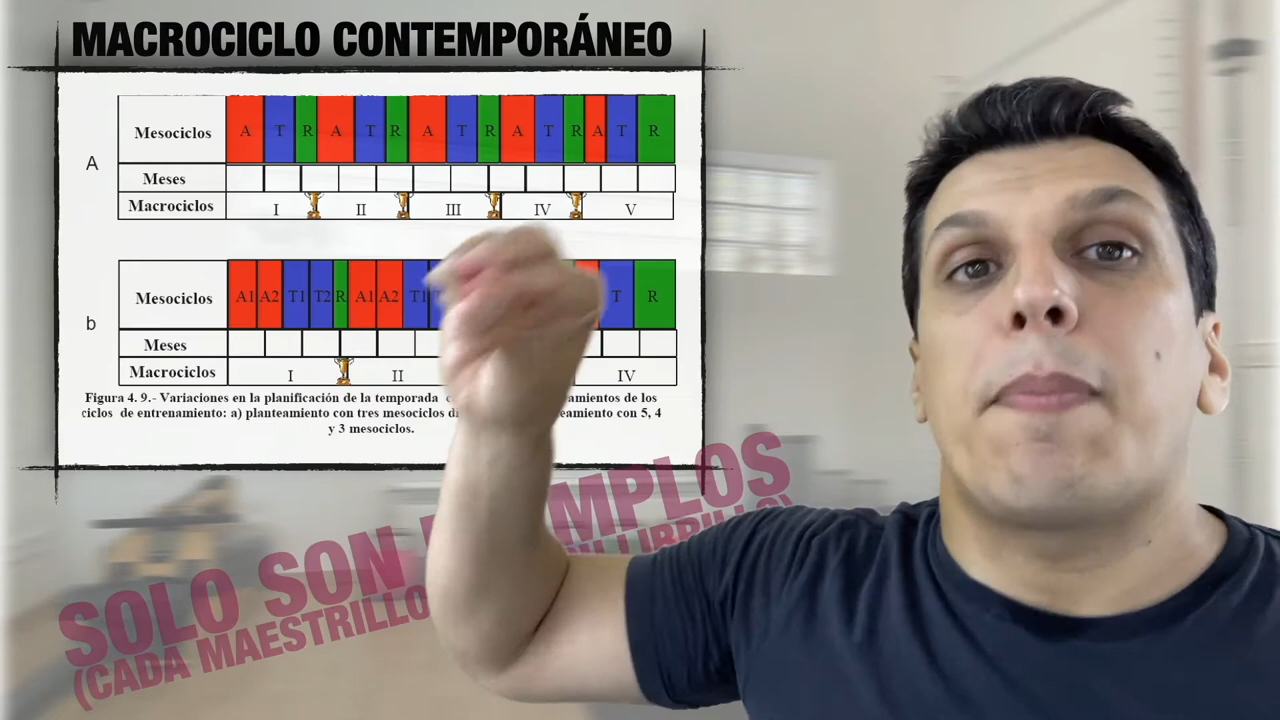 MACROCICLO CONTEMPORÁNEO
A
Mesociclos A T R A T R A T R A T R A T R
Meses
Macrociclos I II III IV V
b
Mesociclos A1 A2 T1 T2 R A1 A2 T1 T R
Meses
Macrociclos I II IV
Figura 4. 9.- Variaciones en la planificación de la temporada amientos de los
ciclos de entrenamiento: a) planteamiento con tres mesociclos eamiento con 5, 4
y 3 mesociclos.
SOLO SON MPLOS
(CADA MAESTRILLO LIBRILLO)